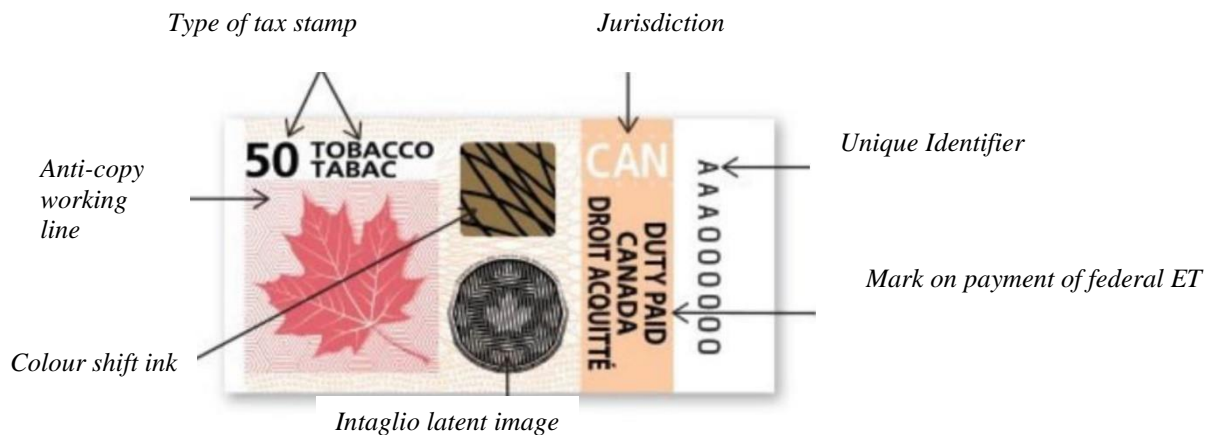 Type of tax stamp
Jurisdiction
50 TOBACCO
TABAC
CAN
Unique Identifier
Anti-copy
working
line
DUTY PAID
CANADA
DROIT ACQUITTÉ
AAA000000
Mark on payment of federal ET
Colour shift ink
Intaglio latent image